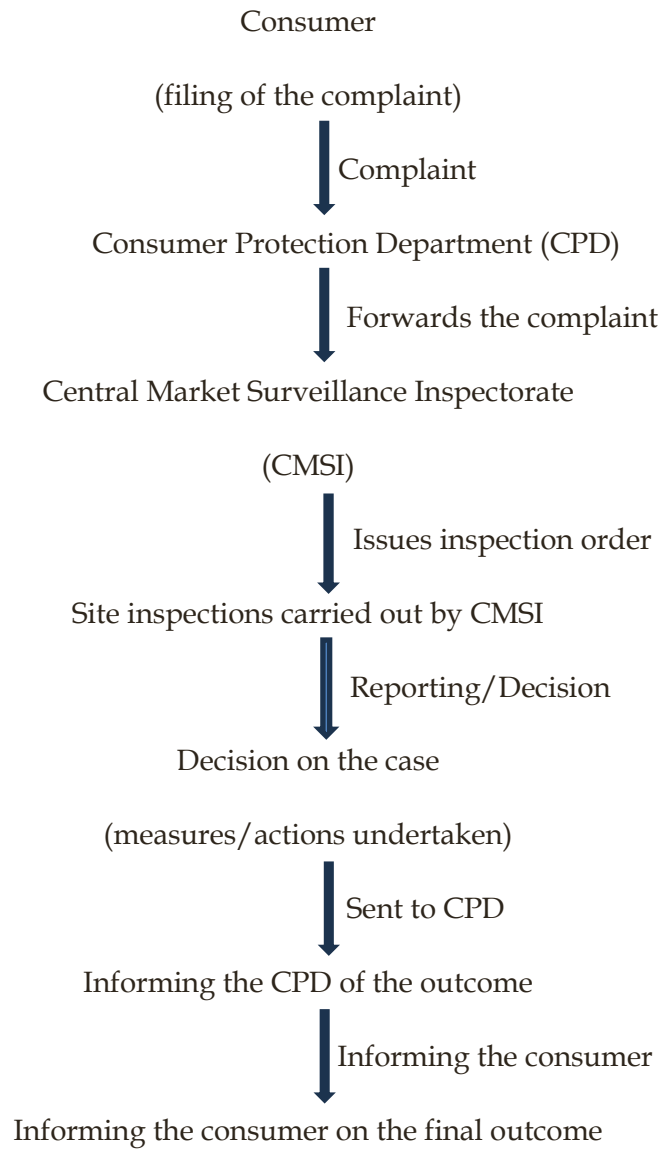 Consumer
(filing of the complaint)
Complaint
Consumer Protection Department (CPD)
Forwards the complaint
Central Market Surveillance Inspectorate
(CMSI)
Issues inspection order
Site inspections carried out by CMSI
Reporting/Decision
Decision on the case
(measures/actions undertaken)
Sent to CPD
Informing the CPD of the outcome
Informing the consumer
Informing the consumer on the final outcome